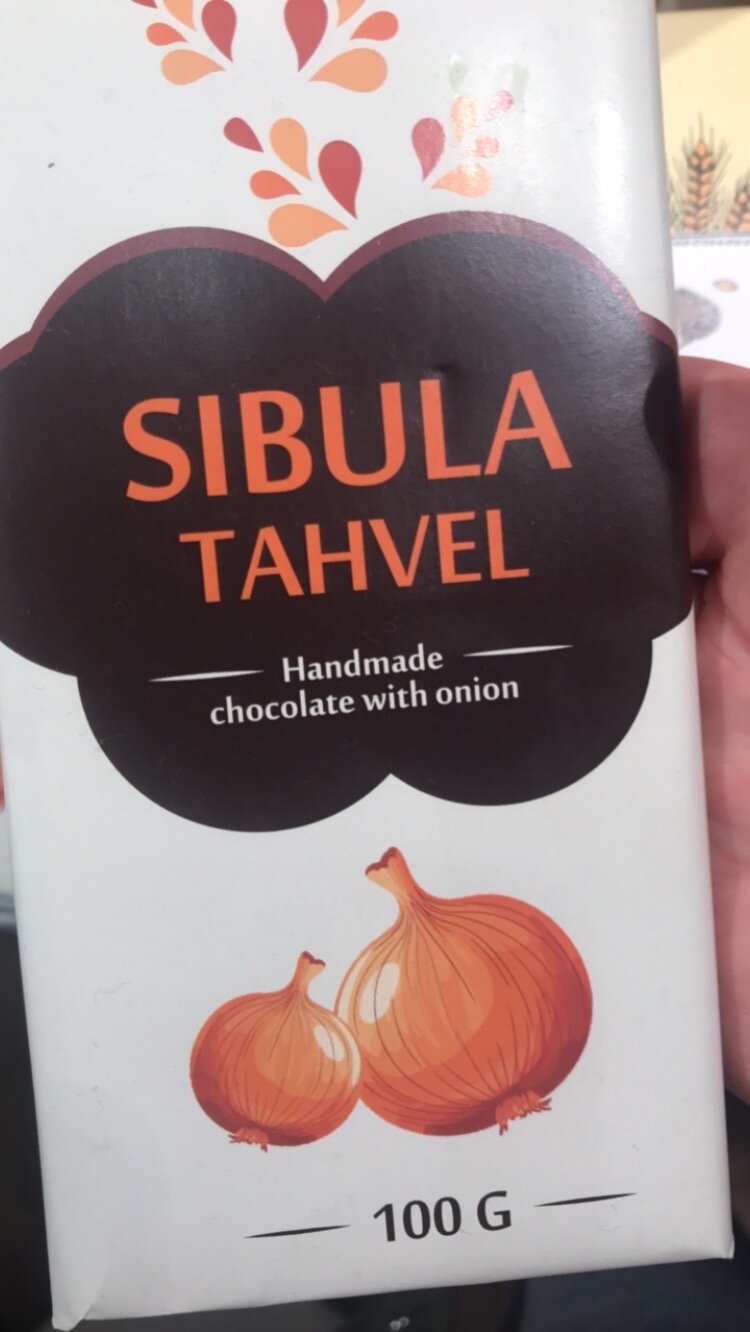 SIBULA
TAHVEL
Handmade
chocolate with onion
100 G